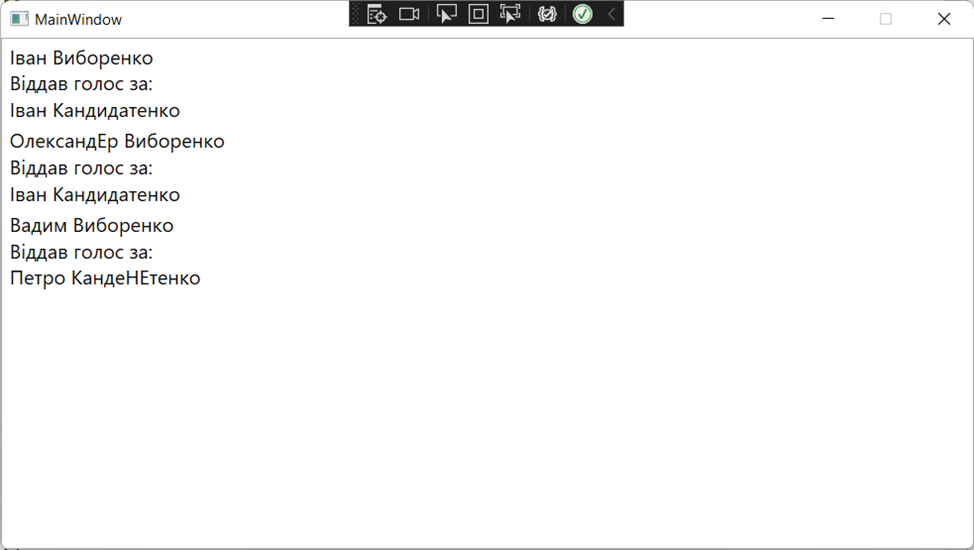 MainWindow
Іван Виборенко
Віддав голос за:
Іван Кандидатенко
ОлександЕр Виборенко
Віддав голос за:
Іван Кандидатенко
Вадим Виборенко
Віддав голос за:
Петро КандеНЕтенко